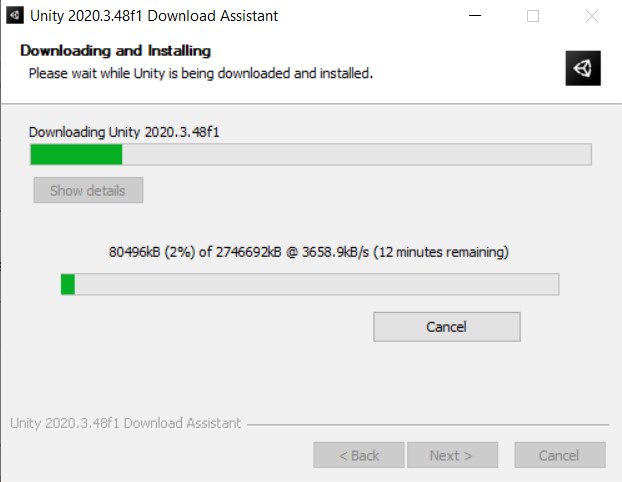 Unity 2020.3.48f1 Download Assistant
Downloading and Installing
Please wait while Unity is being downloaded and installed.
Downloading Unity 2020.3.48f1
Show details
80496kB (2%) of 2746692kB @ 3658.9kB/s (12 minutes remaining)
Cancel
Unity 2020.3.48f1 Download Assistant
< Back Next > Cancel